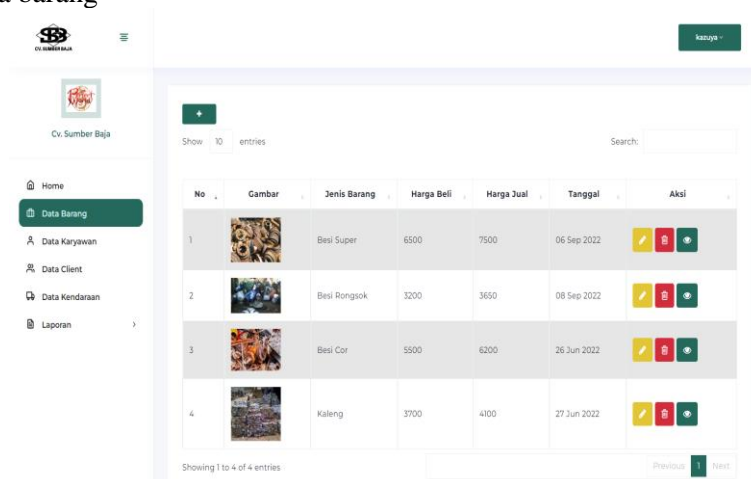 a barang
SBB
CV. SUMBER BAJA
kazuya
Cv. Sumber Baja
Home
Data Barang
Data Karyawan
Data Client
Data Kendaraan
Laporan
+
Show 10 entries
Search:
No Gambar Jenis Barang Harga Beli Harga Jual Tanggal Aksi
1 Besi Super 6500 7500 06 Sep 2022
2 Besi Rongsok 3200 3650 08 Sep 2022
3 Besi Cor 5500 6200 26 Jun 2022
4 Kaleng 3700 4100 27 Jun 2022
Showing 1 to 4 of 4 entries
Previous 1 Next